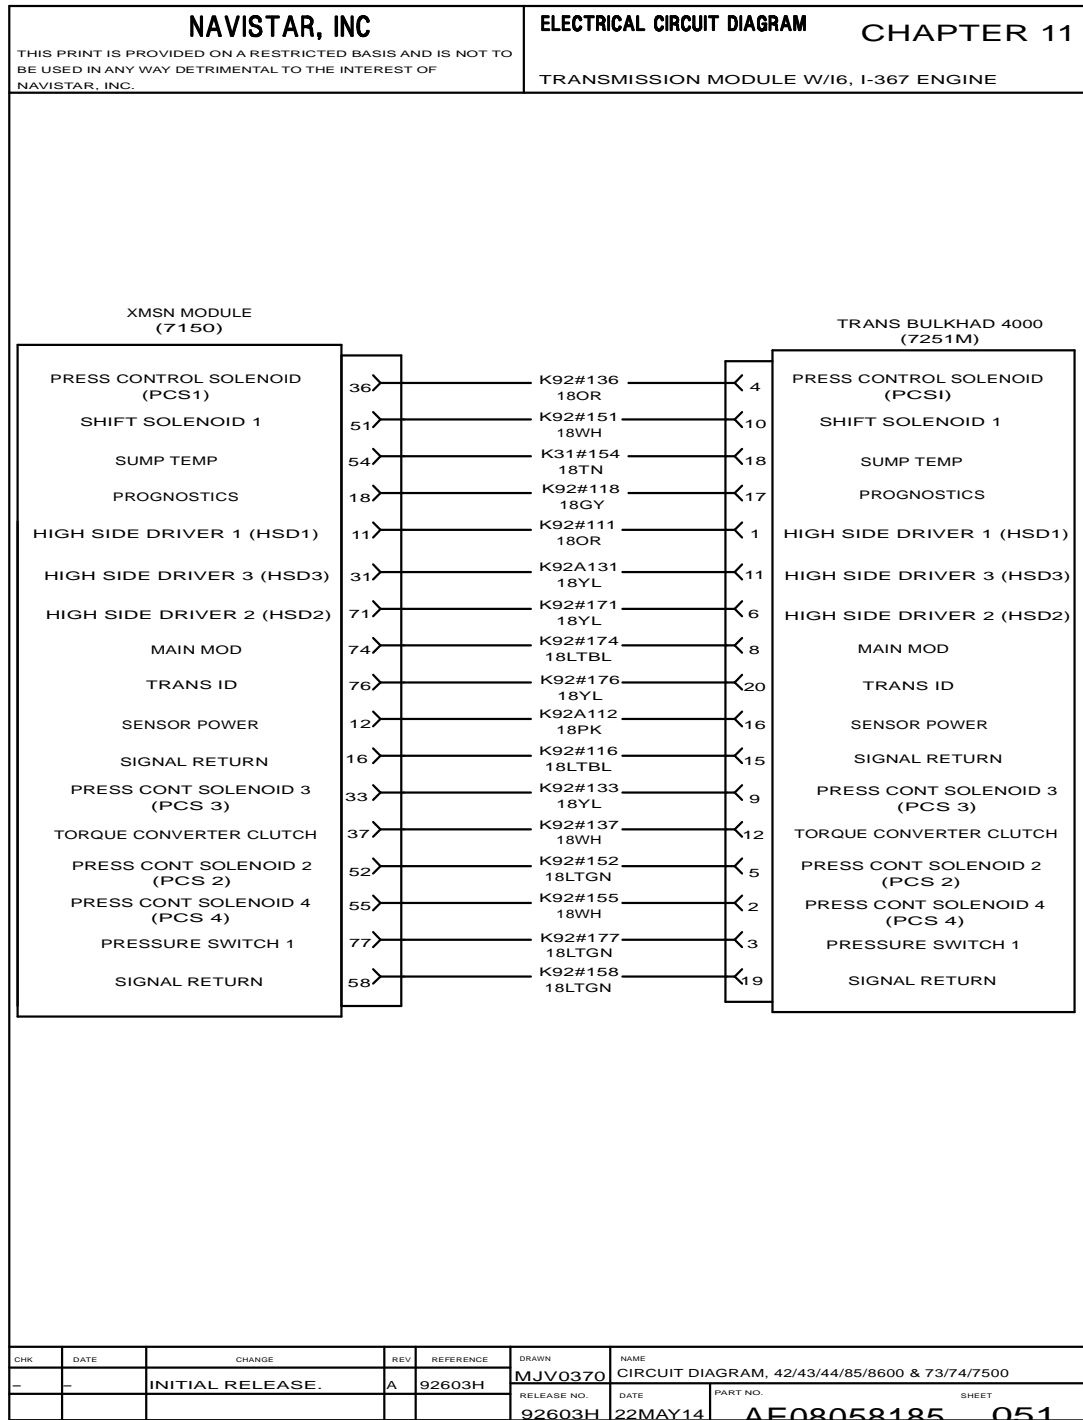 NAVISTAR, INC
THIS PRINT IS PROVIDED ON A RESTRICTED BASIS AND IS NOT TO
BE USED IN ANY WAY DETRIMENTAL TO THE INTEREST OF
NAVISTAR, INC.
ELECTRICAL CIRCUIT DIAGRAM
CHAPTER 11
TRANSMISSION MODULE W/I6, I-367 ENGINE
XMSN MODULE
(7150)
TRANS BULKHAD 4000
(7251M)
PRESS CONTROL SOLENOID
(PCS1)
36
K92#136
18OR
4
PRESS CONTROL SOLENOID
(PCSI)
SHIFT SOLENOID 1
51
K92#151
18WH
10
SHIFT SOLENOID 1
SUMP TEMP
54
K31#154
18TN
18
SUMP TEMP
PROGNOSTICS
18
K92#118
18GY
17
PROGNOSTICS
HIGH SIDE DRIVER 1 (HSD1)
11
K92#111
18OR
1
HIGH SIDE DRIVER 1 (HSD1)
HIGH SIDE DRIVER 3 (HSD3)
31
K92A131
18YL
11
HIGH SIDE DRIVER 3 (HSD3)
HIGH SIDE DRIVER 2 (HSD2)
71
K92#171
18YL
6
HIGH SIDE DRIVER 2 (HSD2)
MAIN MOD
74
K92#174
18LTBL
8
MAIN MOD
TRANS ID
76
K92#176
18YL
20
TRANS ID
SENSOR POWER
12
K92A112
18PK
16
SENSOR POWER
SIGNAL RETURN
16
K92#116
18LTBL
15
SIGNAL RETURN
PRESS CONT SOLENOID 3
(PCS 3)
33
K92#133
18YL
9
PRESS CONT SOLENOID 3
(PCS 3)
TORQUE CONVERTER CLUTCH
37
K92#137
18WH
12
TORQUE CONVERTER CLUTCH
PRESS CONT SOLENOID 2
(PCS 2)
52
K92#152
18LTGN
5
PRESS CONT SOLENOID 2
(PCS 2)
PRESS CONT SOLENOID 4
(PCS 4)
55
K92#155
18WH
2
PRESS CONT SOLENOID 4
(PCS 4)
PRESSURE SWITCH 1
77
K92#177
18LTGN
3
PRESSURE SWITCH 1
SIGNAL RETURN
58
K92#158
18LTGN
19
SIGNAL RETURN
CHK DATE CHANGE REV REFERENCE
– – INITIAL RELEASE. A 92603H
DRAWN
MJV0370
NAME
CIRCUIT DIAGRAM, 42/43/44/85/8600 & 73/74/7500
RELEASE NO.
92603H
DATE
22MAY14
PART NO.
AE08058185
SHEET
051